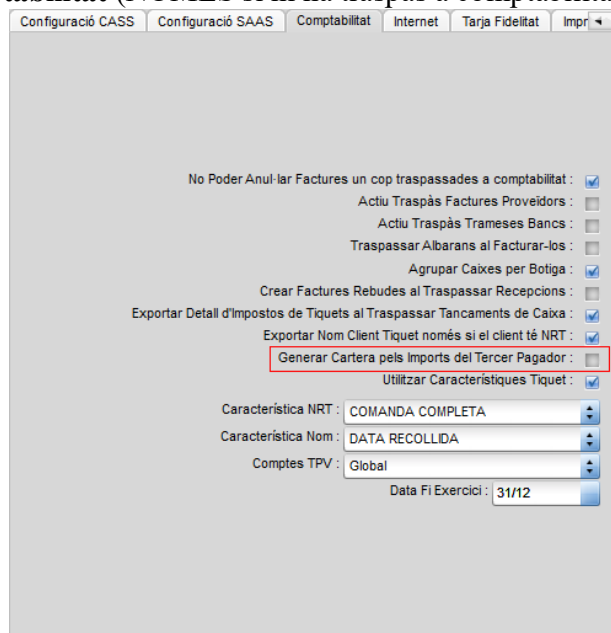 Configuració CASS Configuració SAAS Comptabilitat Internet Tarja Fidelitat Impr
No Poder Anul·lar Factures un cop traspassades a comptabilitat :
Actiu Traspàs Factures Proveïdors :
Actiu Traspàs Trameses Bancs :
Traspassar Albarans al Facturar-los :
Agrupar Caixes per Botiga :
Crear Factures Rebudes al Traspassar Recepcions :
Exportar Detall d'Impostos de Tiquets al Traspassar Tancaments de Caixa :
Exportar Nom Client Tiquet només si el client té NRT :
Generar Cartera pels Imports del Tercer Pagador :
Utilitzar Característiques Tiquet :
Característica NRT : COMANDA COMPLETA
Característica Nom : DATA RECOLLIDA
Comptes TPV : Global
Data Fi Exercici : 31/12